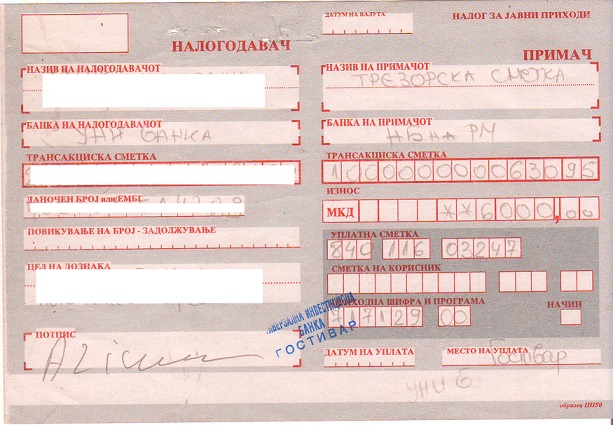 ДАТУМ НА ВАЛУТА
НАЛОГ ЗА ЈАВНИ ПРИХОДИ
НАЛОГОДАВАЧ
ПРИМАЧ
НАЗИВ НА НАЛОГОДАВАЧОТ
НАЗИВ НА ПРИМАЧОТ
ТРЕЗОРСКА СМЕТКА
БАНКА НА НАЛОГОДАВАЧОТ
УНИ БАНКА
БАНКА НА ПРИМАЧОТ
НБ НА РМ
ТРАНСАКЦИСКА СМЕТКА
ТРАНСАКЦИСКА СМЕТКА
100000000063095
ДАНОЧЕН БРОЈ или ЕМБГ
ИЗНОС
МКД **6000,00
ПОВИКУВАЊЕ НА БРОЈ - ЗАДОЛЖУВАЊЕ
УПЛАТНА СМЕТКА
840 116 03247
ЦЕЛ НА ДОЗНАКА
СМЕТКА НА КОРИСНИК
ПРИХОДНА ШИФРА И ПРОГРАМА
НАЧИН
717129 00
ИНВЕСТИЦИОНА
БАНКА
ГОСТИВАР
ПОТПИС
ДАТУМ НА УПЛАТА
МЕСТО НА УПЛАТА
Гостивар
УНИ Б
образец ПП50